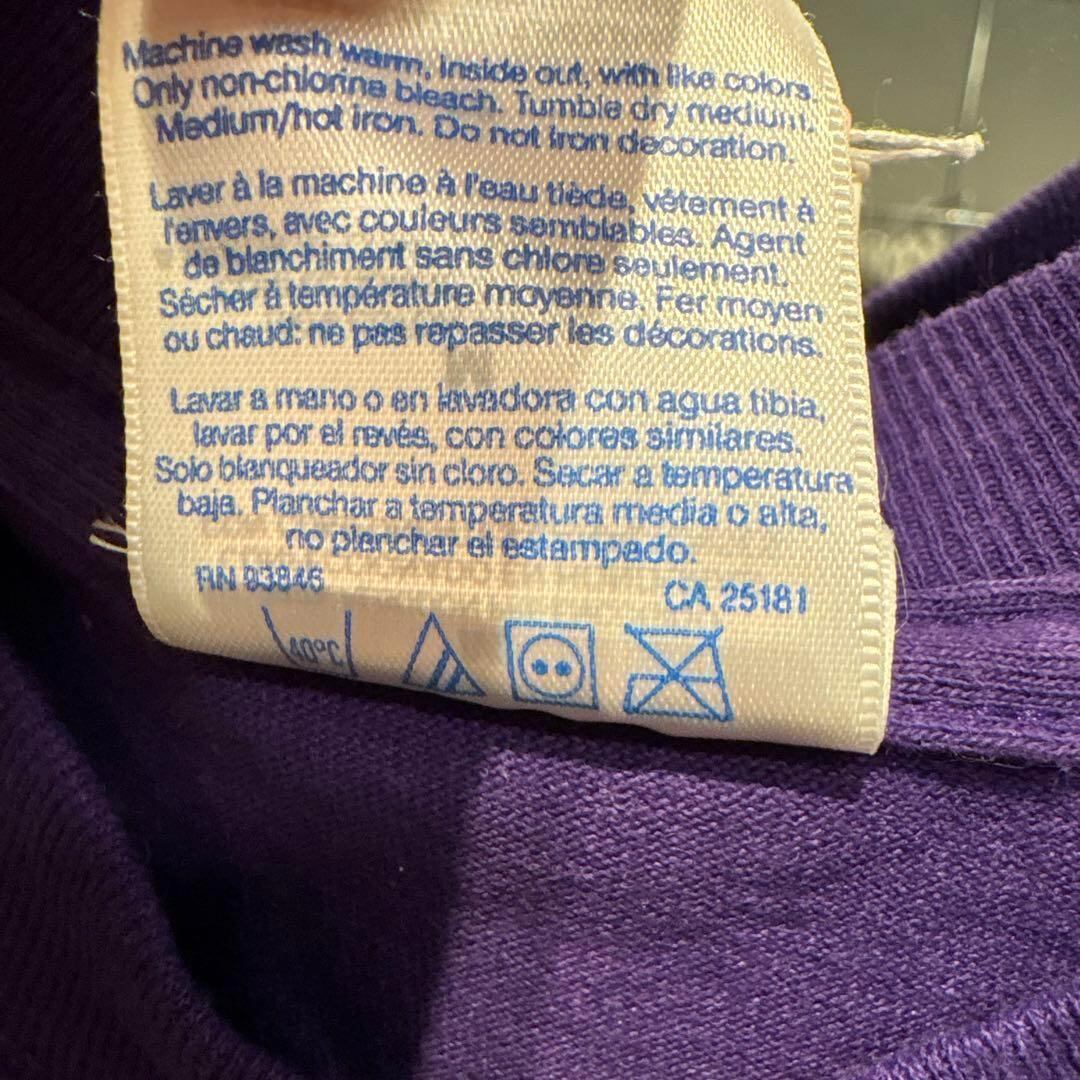 Machine wash warm, inside out, with like colors.
Only non-chlorine bleach. Tumble dry medium.
Medium/hot iron. Do not iron decoration.
Laver à la machine à l'eau tiède, vêtement à
l'envers, avec couleurs semblables. Agent
de blanchiment sans chlore seulement.
Sécher à température moyenne. Fer moyen
ou chaud: ne pas repasser les décorations.
Lavar a mano o en lavadora con agua tibia,
lavar por el revés, con colores similares.
Solo blanqueador sin cloro. Secar a temperatura
baja. Planchar a temperatura media o alta,
no planchar el estampado.
RN 93846 CA 25181
40°C